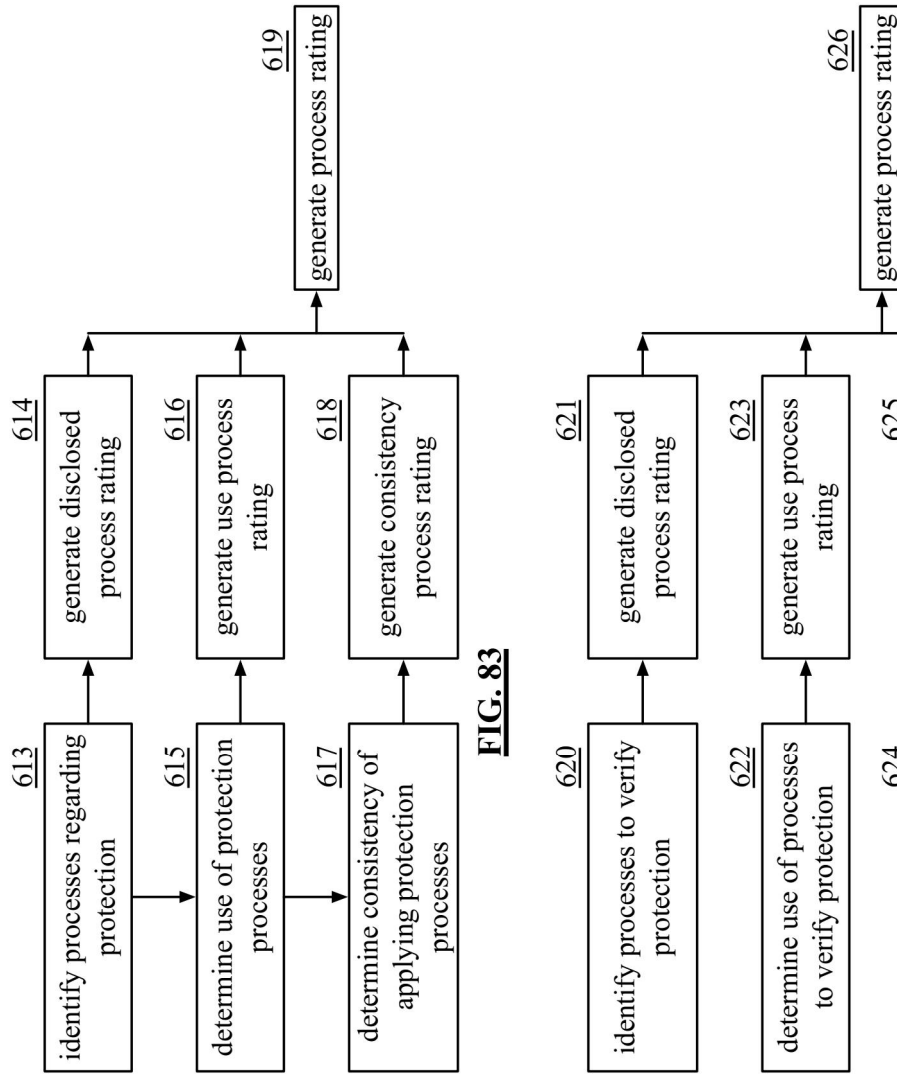 613
identify processes regarding
protection
614
generate disclosed
process rating
615
determine use of protection
processes
616
generate use process
rating
617
determine consistency of
applying protection
processes
618
generate consistency
process rating
619
generate process rating
FIG. 83
620
identify processes to verify
protection
621
generate disclosed
process rating
622
determine use of processes
to verify protection
623
generate use process
rating
624
625
626
generate process rating